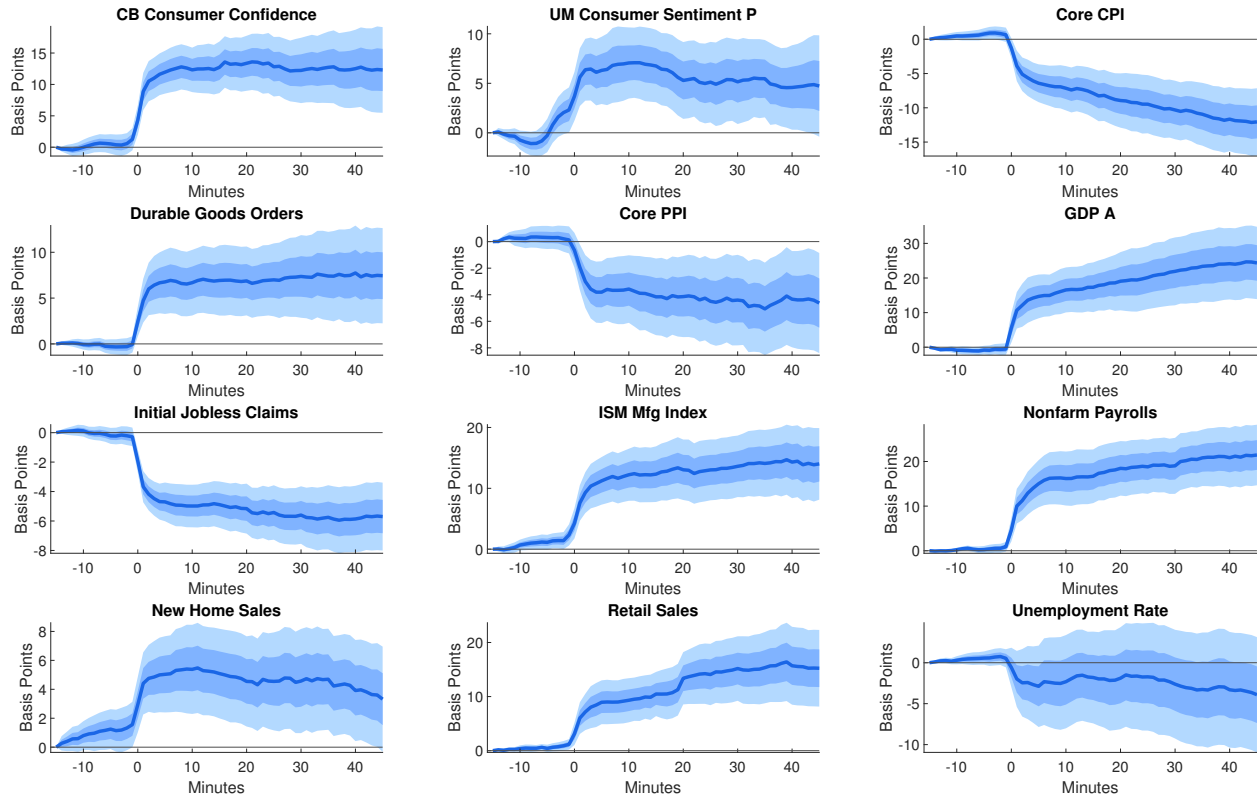 CB Consumer Confidence
Basis Points
15
10
5
0
-10 0 10 20 30 40
Minutes
UM Consumer Sentiment P
Basis Points
10
5
0
-10 0 10 20 30 40
Minutes
Core CPI
Basis Points
0
-5
-10
-15
-10 0 10 20 30 40
Minutes
Durable Goods Orders
Basis Points
10
5
0
-10 0 10 20 30 40
Minutes
Core PPI
Basis Points
0
-2
-4
-6
-8
-10 0 10 20 30 40
Minutes
GDP A
Basis Points
30
20
10
0
-10 0 10 20 30 40
Minutes
Initial Jobless Claims
Basis Points
0
-2
-4
-6
-8
-10 0 10 20 30 40
Minutes
ISM Mfg Index
Basis Points
20
10
0
-10 0 10 20 30 40
Minutes
Nonfarm Payrolls
Basis Points
20
10
0
-10 0 10 20 30 40
Minutes
New Home Sales
Basis Points
8
6
4
2
0
-10 0 10 20 30 40
Minutes
Retail Sales
Basis Points
20
10
0
-10 0 10 20 30 40
Minutes
Unemployment Rate
Basis Points
0
-5
-10
-10 0 10 20 30 40
Minutes